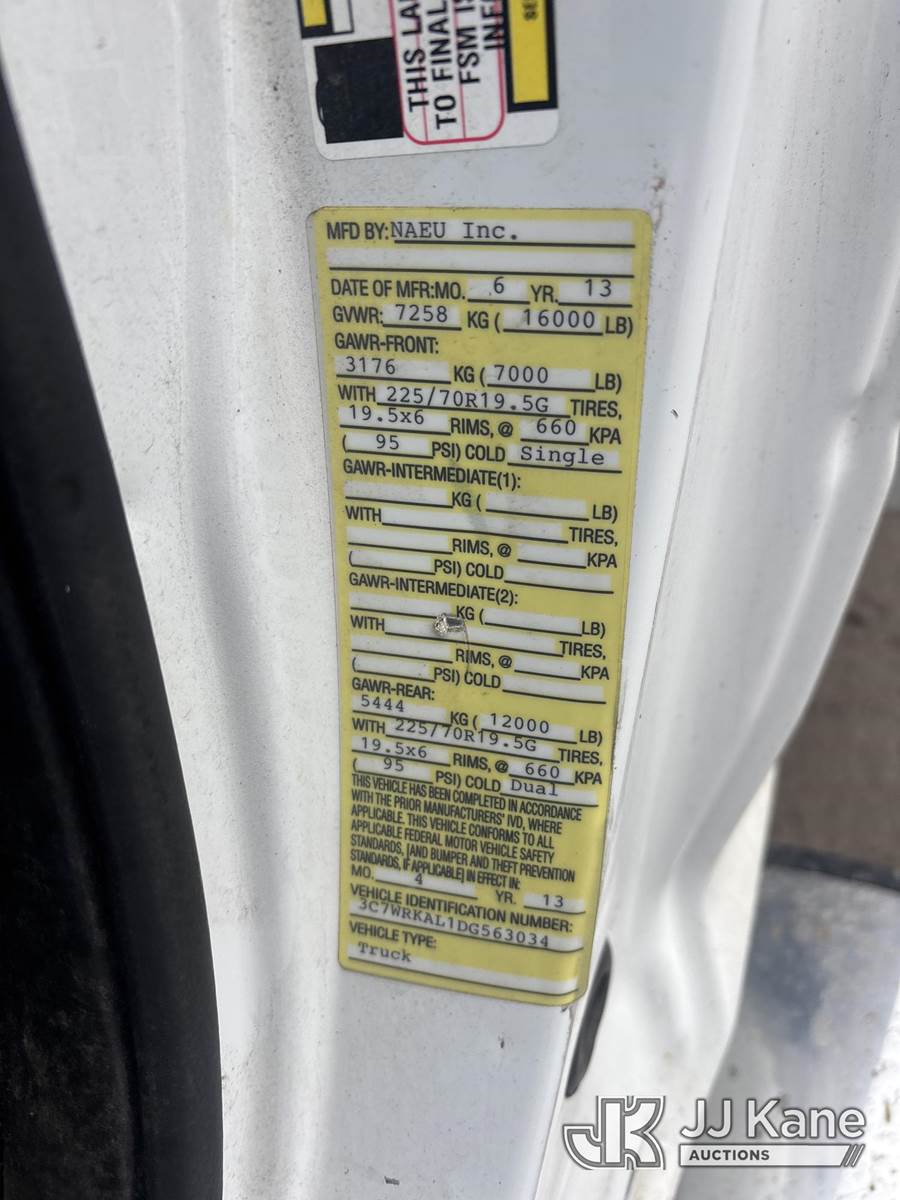 THIS LA
TO FINAL
FSM IS
INF
SE
MFD BY: NAEU Inc.
DATE OF MFR: MO. 6 YR. 13
GVWR: 7258 KG ( 16000 LB)
GAWR-FRONT:
3176 KG ( 7000 LB)
WITH 225/70R19.5G TIRES,
19.5x6 RIMS, @ 660 KPA
( 95 PSI) COLD Single
GAWR-INTERMEDIATE(1):
KG ( LB)
WITH TIRES,
RIMS, @ KPA
( PSI) COLD
GAWR-INTERMEDIATE(2):
KG ( LB)
WITH TIRES,
RIMS, @ KPA
( PSI) COLD
GAWR-REAR:
5444 KG ( 12000 LB)
WITH 225/70R19.5G TIRES,
19.5x6 RIMS, @ 660 KPA
( 95 PSI) COLD Dual
THIS VEHICLE HAS BEEN COMPLETED IN ACCORDANCE
WITH THE PRIOR MANUFACTURERS' IVD, WHERE
APPLICABLE. THIS VEHICLE CONFORMS TO ALL
APPLICABLE FEDERAL MOTOR VEHICLE SAFETY
STANDARDS, [AND BUMPER AND THEFT PREVENTION
STANDARDS, IF APPLICABLE] IN EFFECT IN:
MO. 4 YR. 13
VEHICLE IDENTIFICATION NUMBER:
3C7WRKAL1DG563034
VEHICLE TYPE:
Truck
JK JJ Kane
AUCTIONS